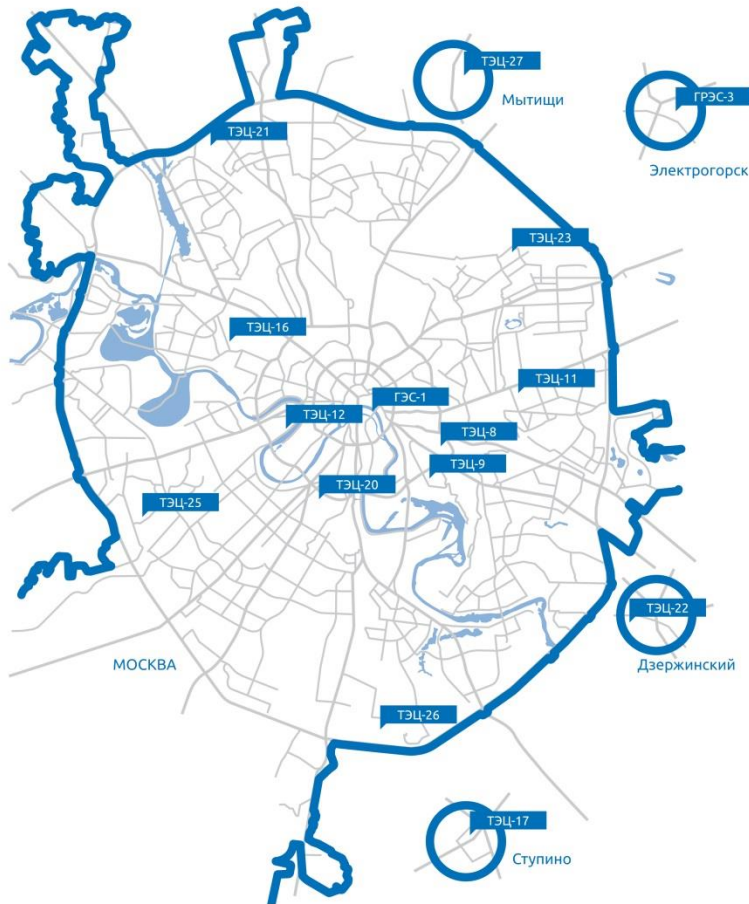 ТЭЦ-27
Мытищи
ГРЭС-3
Электрогорск
ТЭЦ-21
ТЭЦ-23
ТЭЦ-16
ТЭЦ-11
ГЭС-1
ТЭЦ-12
ТЭЦ-8
ТЭЦ-9
ТЭЦ-20
ТЭЦ-25
ТЭЦ-22
Дзержинский
МОСКВА
ТЭЦ-26
ТЭЦ-17
Ступино